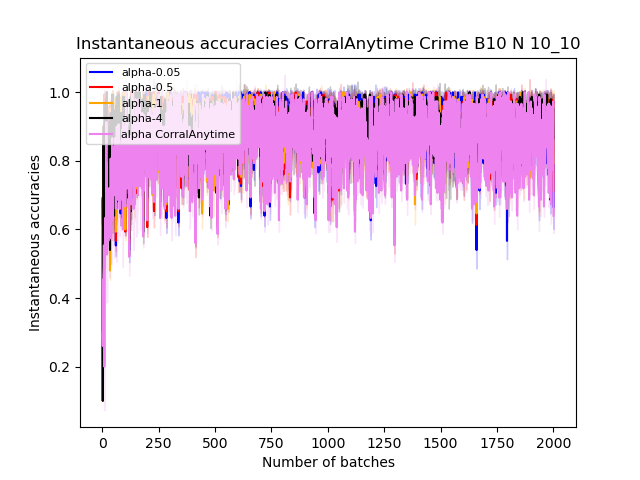 Instantaneous accuracies CorralAnytime Crime B10 N 10_10
alpha-0.05
alpha-0.5
alpha-1
alpha-4
alpha CorralAnytime
1.0
0.8
0.6
0.4
0.2
Instantaneous accuracies
0 250 500 750 1000 1250 1500 1750 2000
Number of batches